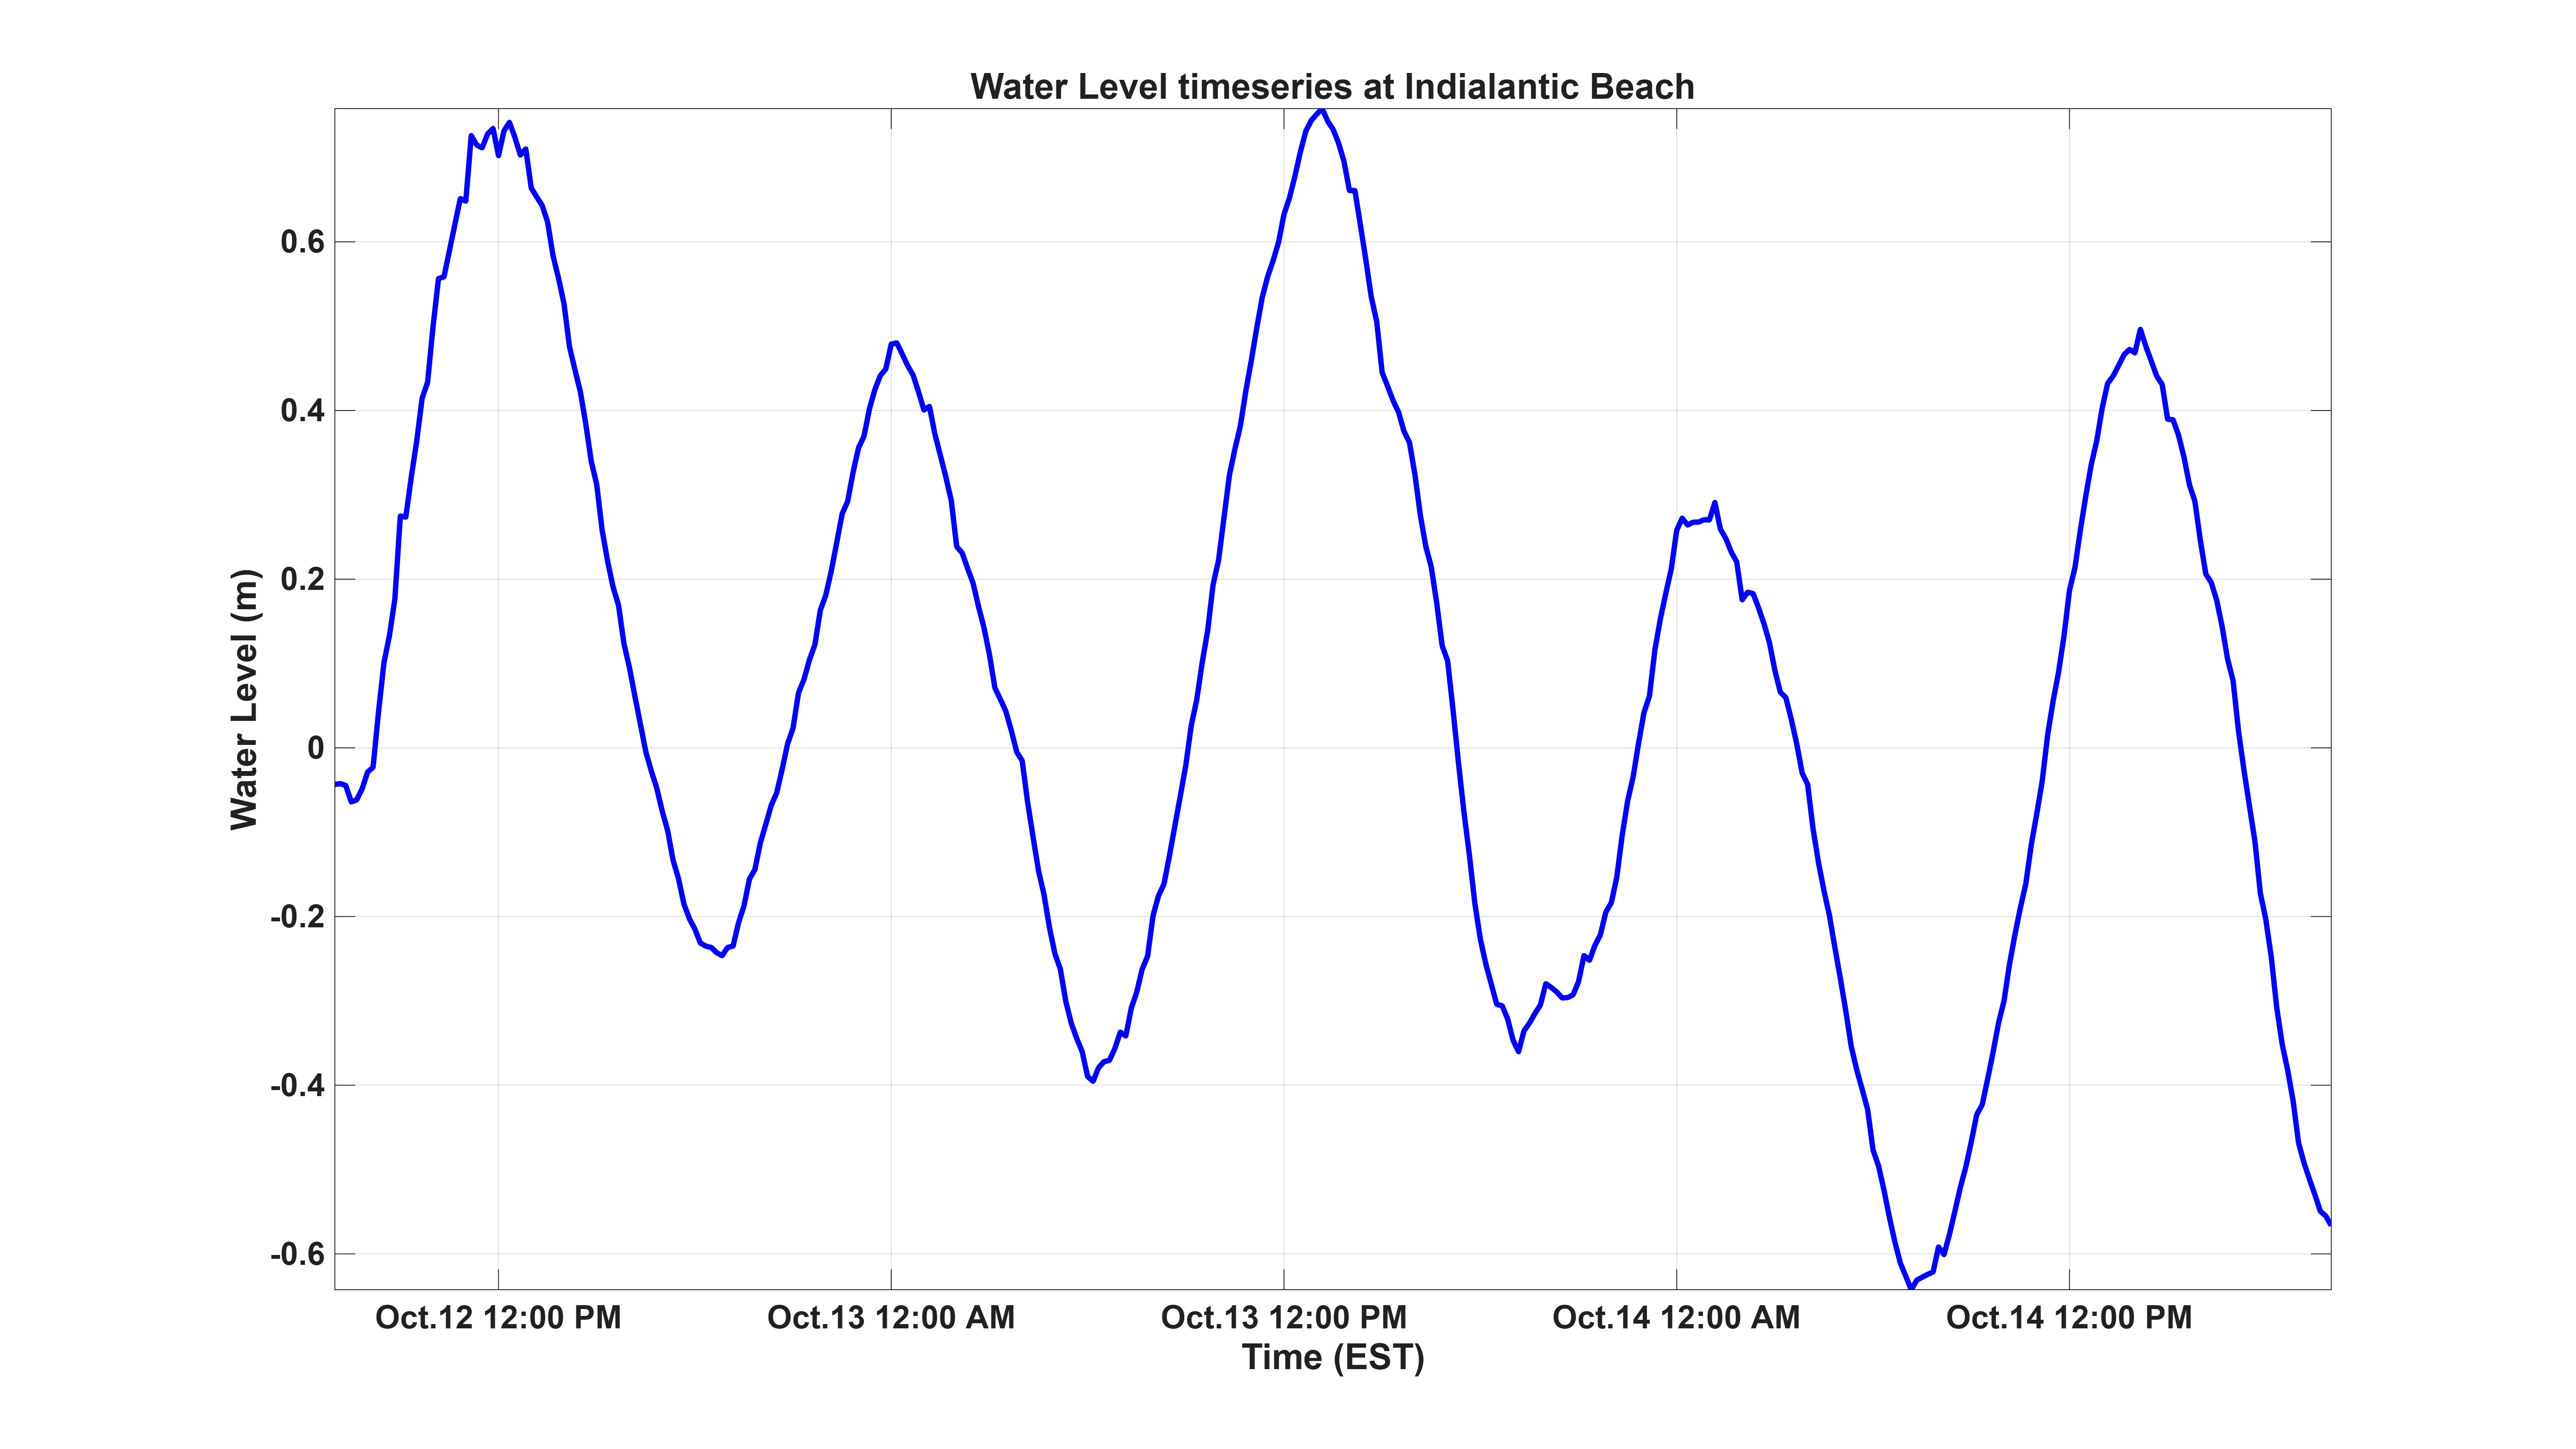 Water Level timeseries at Indialantic Beach
0.6
0.4
0.2
0
-0.2
-0.4
-0.6
Water Level (m)
Oct.12 12:00 PM
Oct.13 12:00 AM
Oct.13 12:00 PM
Oct.14 12:00 AM
Oct.14 12:00 PM
Time (EST)